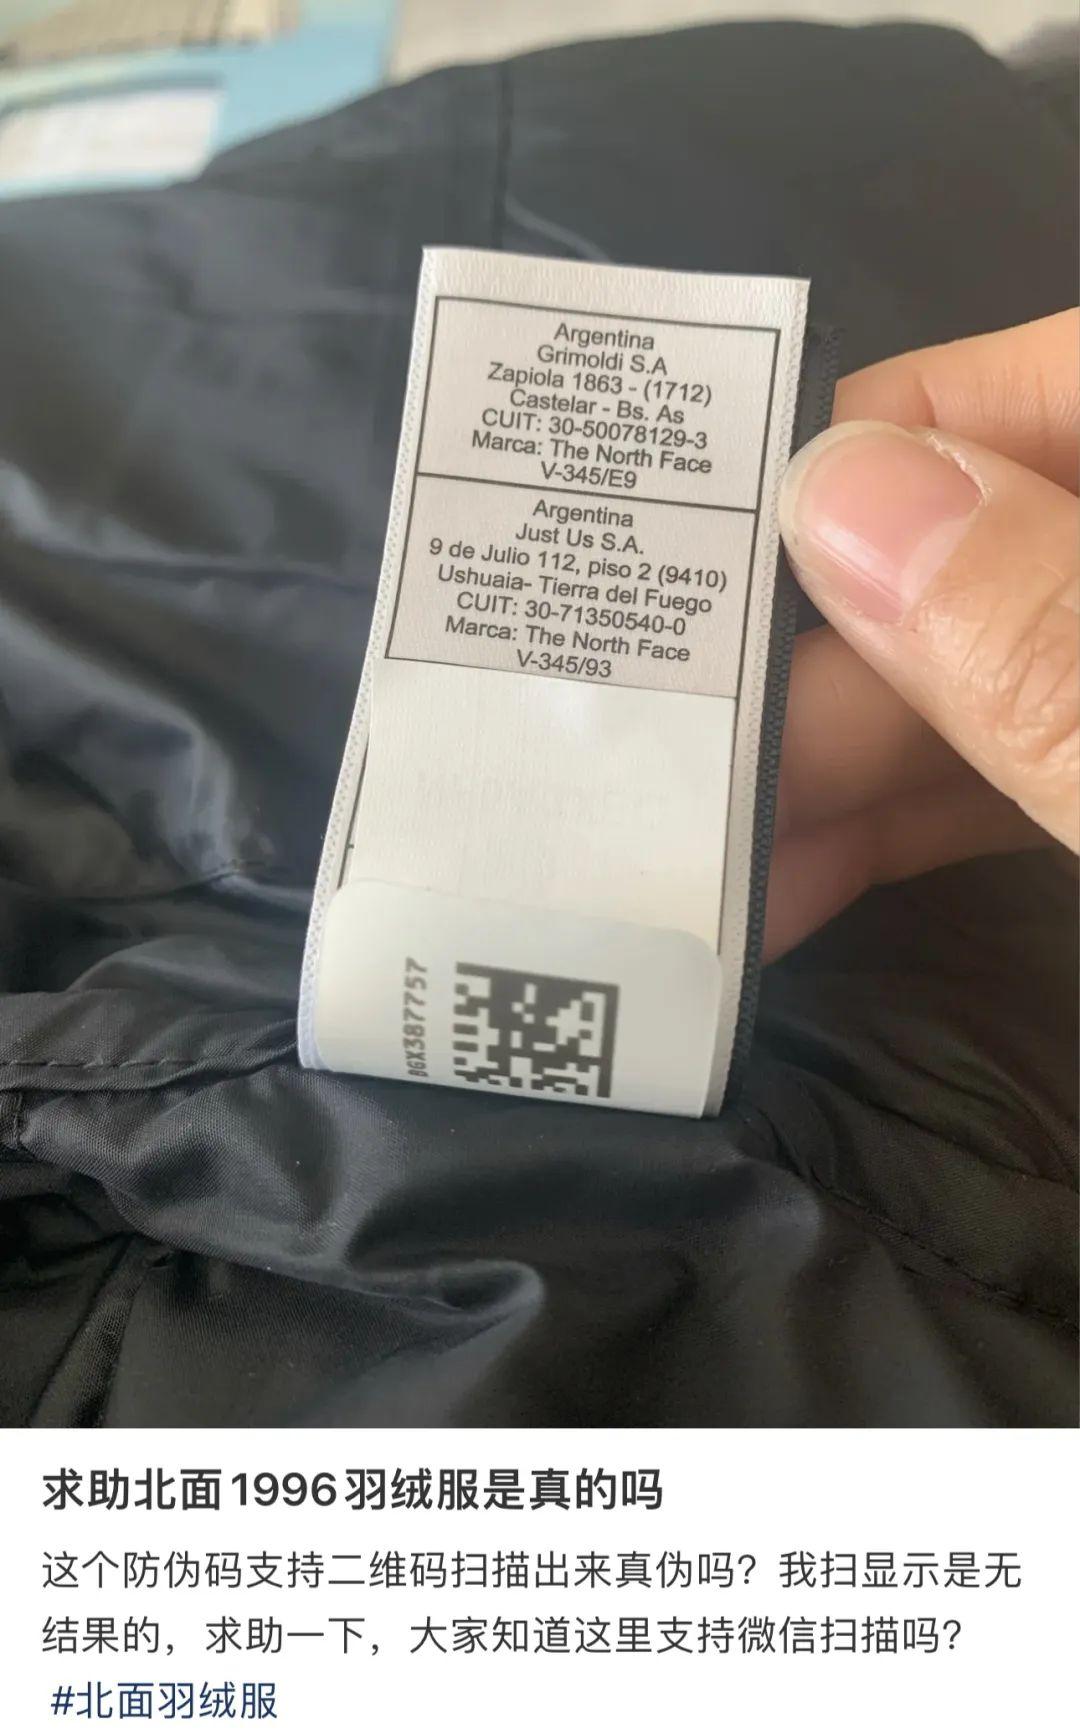 Argentina
Grimoldi S.A
Zapiola 1863 - (1712)
Castelar - Bs. As
CUIT: 30-50078129-3
Marca: The North Face
V-345/E9
Argentina
Just Us S.A.
9 de Julio 112, piso 2 (9410)
Ushuaia- Tierra del Fuego
CUIT: 30-71350540-0
Marca: The North Face
V-345/93
BGX387757
求助北面1996羽绒服是真的吗
这个防伪码支持二维码扫描出来真伪吗？我扫显示是无
结果的，求助一下，大家知道这里支持微信扫描吗？
#北面羽绒服